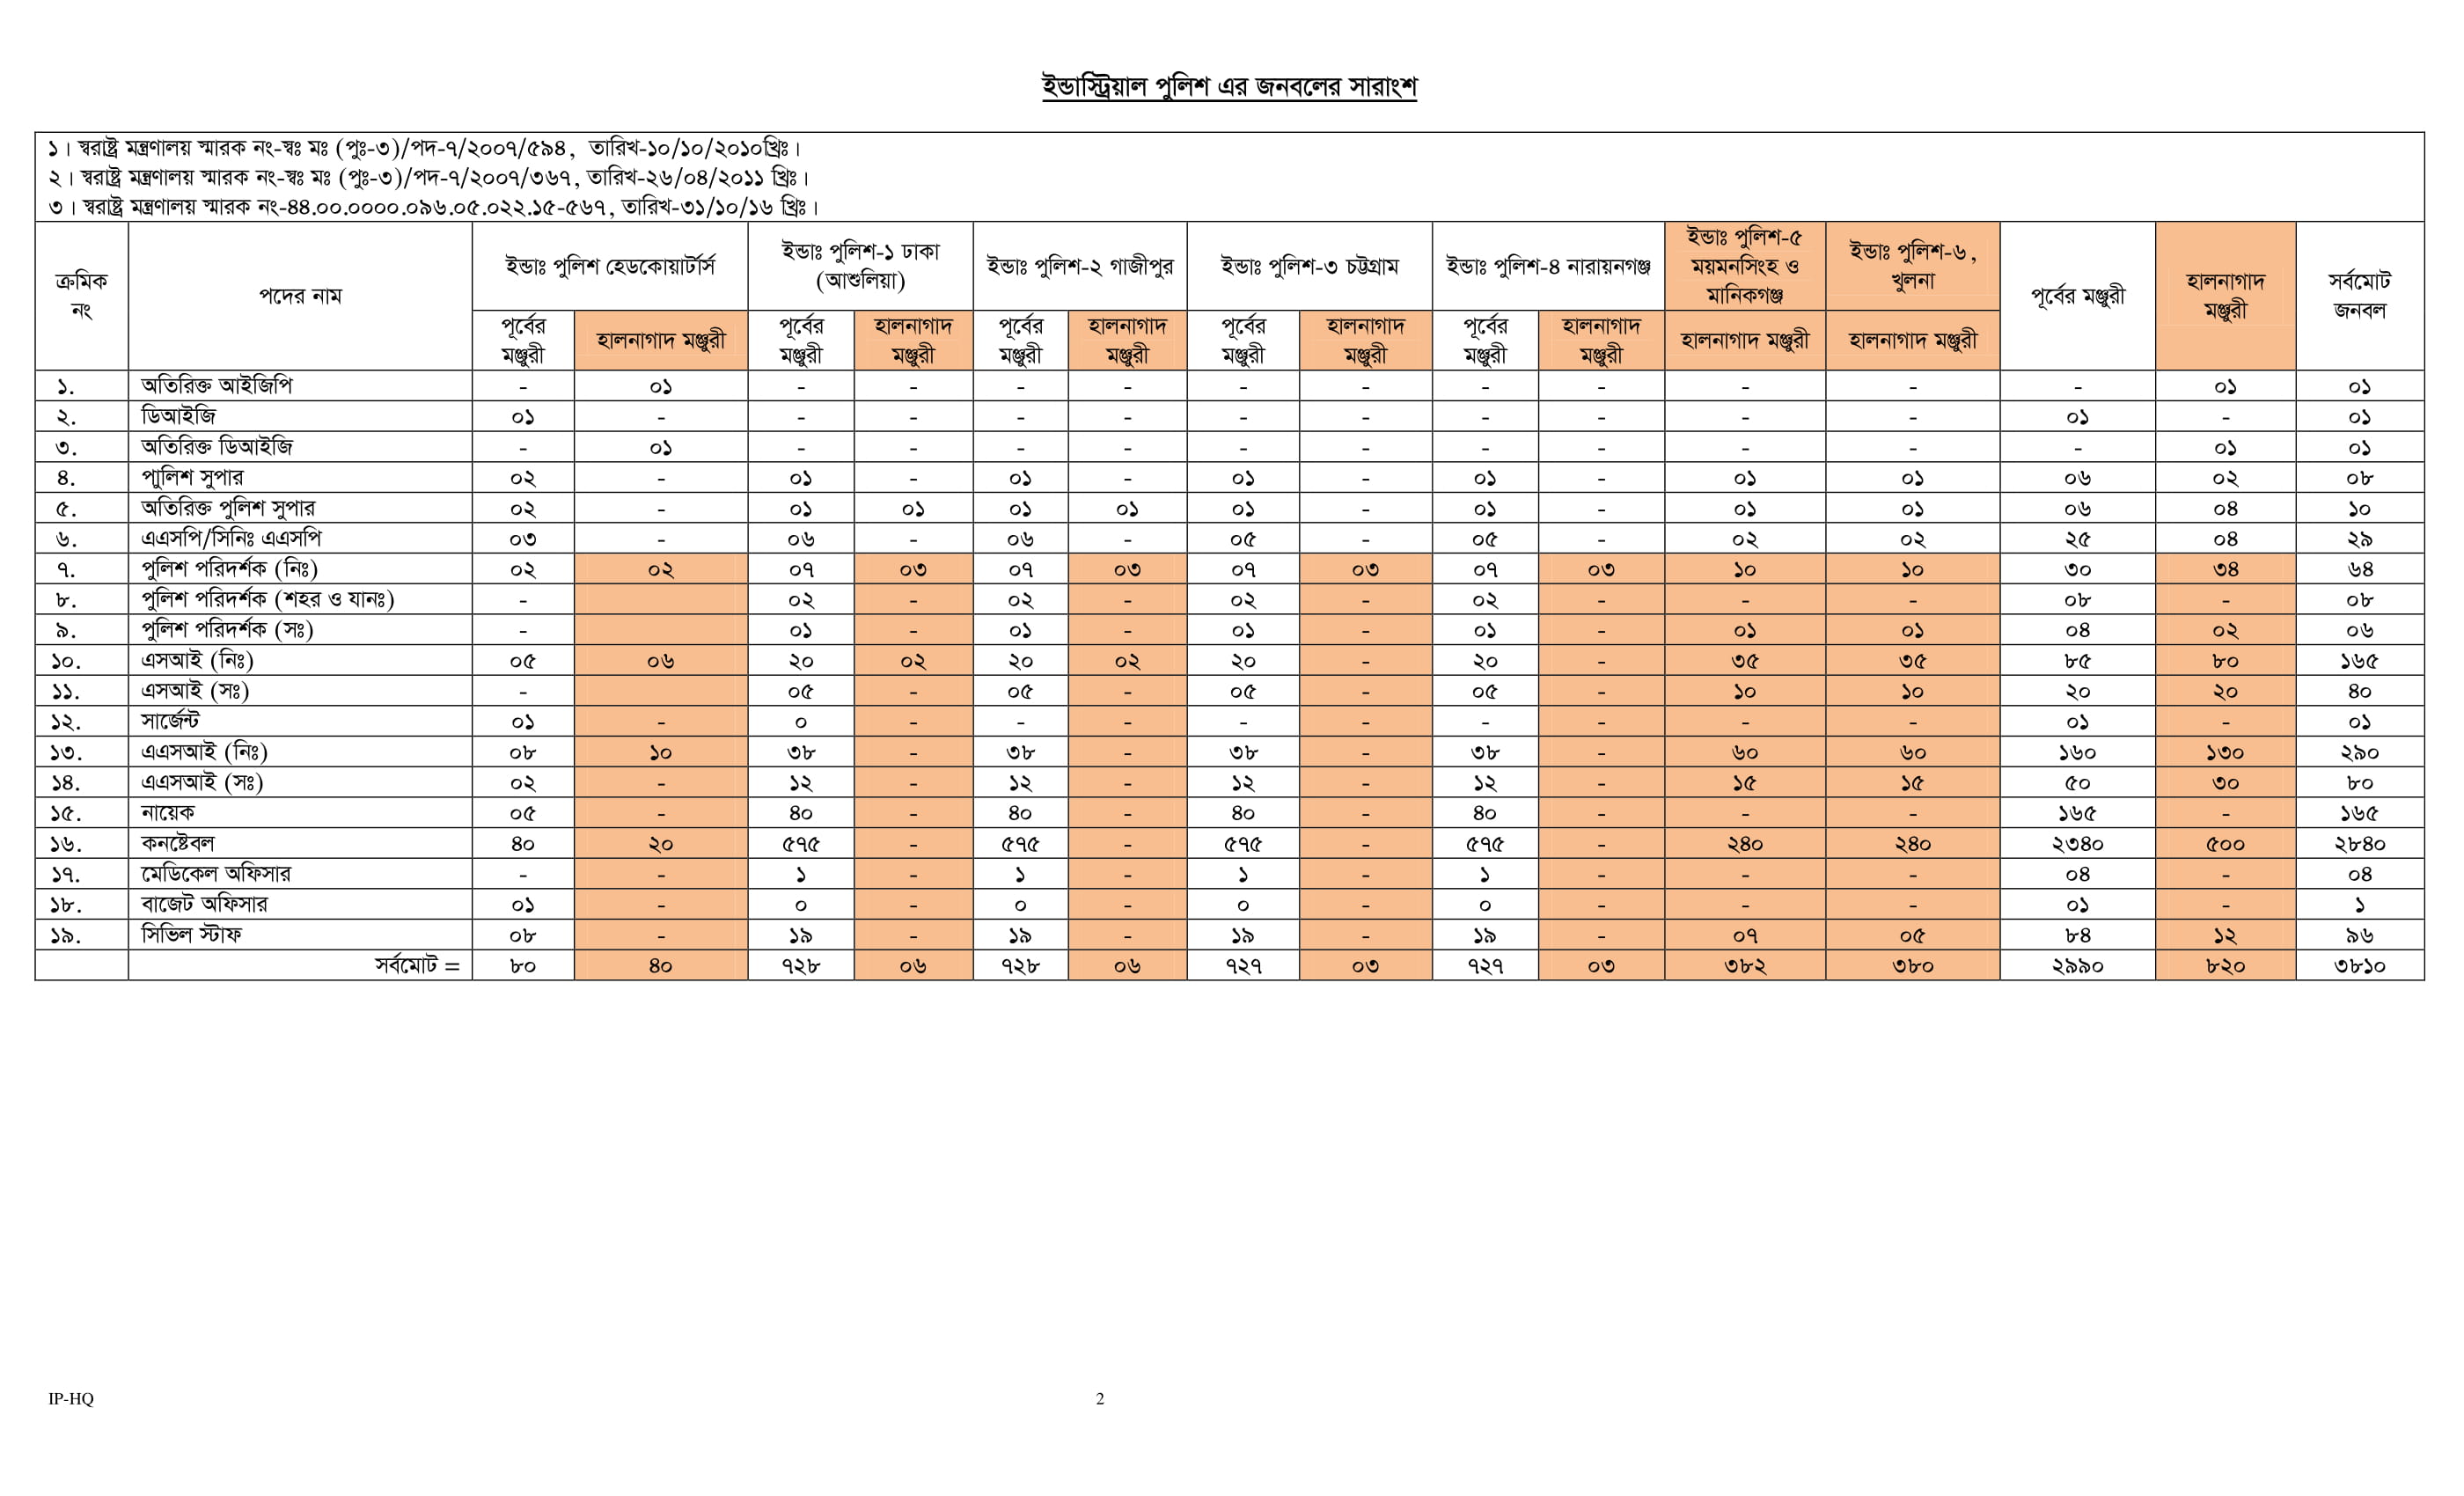 ইন্ডাস্ট্রিয়াল পুলিশ এর জনবলের সারাংশ
১। স্বরাষ্ট্র মন্ত্রণালয় স্মারক নং-স্বঃ মঃ (পুঃ-৩)/পদ-৭/২০০৭/৫৯৪, তারিখ-১০/১০/২০১০খ্রিঃ।
২। স্বরাষ্ট্র মন্ত্রণালয় স্মারক নং-স্বঃ মঃ (পুঃ-৩)/পদ-৭/২০০৭/৩৬৭, তারিখ-২৬/০৪/২০১১ খ্রিঃ।
৩। স্বরাষ্ট্র মন্ত্রণালয় স্মারক নং-৪৪.০০.০০০০.০৯৬.০৫.০২২.১৫-৫৬৭, তারিখ-৩১/১০/১৬ খ্রিঃ।
ক্রমিক নং পদের নাম ইন্ডাঃ পুলিশ হেডকোয়ার্টার্স ইন্ডাঃ পুলিশ-১ ঢাকা (আশুলিয়া) ইন্ডাঃ পুলিশ-২ গাজীপুর ইন্ডাঃ পুলিশ-৩ চট্টগ্রাম ইন্ডাঃ পুলিশ-৪ নারায়নগঞ্জ ইন্ডাঃ পুলিশ-৫ ময়মনসিংহ ও মানিকগঞ্জ ইন্ডাঃ পুলিশ-৬, খুলনা পূর্বের মঞ্জুরী হালনাগাদ মঞ্জুরী সর্বমোট জনবল
পূর্বের মঞ্জুরী হালনাগাদ মঞ্জুরী পূর্বের মঞ্জুরী হালনাগাদ মঞ্জুরী পূর্বের মঞ্জুরী হালনাগাদ মঞ্জুরী পূর্বের মঞ্জুরী হালনাগাদ মঞ্জুরী পূর্বের মঞ্জুরী হালনাগাদ মঞ্জুরী হালনাগাদ মঞ্জুরী হালনাগাদ মঞ্জুরী
১. অতিরিক্ত আইজিপি - ০১ - - - - - - - - - - - ০১ ০১
২. ডিআইজি ০১ - - - - - - - - - - - ০১ - ০১
৩. অতিরিক্ত ডিআইজি - ০১ - - - - - - - - - - - ০১ ০১
৪. পাুলিশ সুপার ০২ - ০১ - ০১ - ০১ - ০১ - ০১ ০১ ০৬ ০২ ০৮
৫. অতিরিক্ত পুলিশ সুপার ০২ - ০১ ০১ ০১ ০১ ০১ - ০১ - ০১ ০১ ০৬ ০৪ ১০
৬. এএসপি/সিনিঃ এএসপি ০৩ - ০৬ - ০৬ - ০৫ - ০৫ - ০২ ০২ ২৫ ০৪ ২৯
৭. পুলিশ পরিদর্শক (নিঃ) ০২ ০২ ০৭ ০৩ ০৭ ০৩ ০৭ ০৩ ০৭ ০৩ ১০ ১০ ৩০ ৩৪ ৬৪
৮. পুলিশ পরিদর্শক (শহর ও যানঃ) - ০২ - ০২ - ০২ - ০২ - - - ০৮ - ০৮
৯. পুলিশ পরিদর্শক (সঃ) - ০১ - ০১ - ০১ - ০১ - ০১ ০১ ০৪ ০২ ০৬
১০. এসআই (নিঃ) ০৫ ০৬ ২০ ০২ ২০ ০২ ২০ - ২০ - ৩৫ ৩৫ ৮৫ ৮০ ১৬৫
১১. এসআই (সঃ) - ০৫ - ০৫ - ০৫ - ০৫ - ১০ ১০ ২০ ২০ ৪০
১২. সার্জেন্ট ০১ - ০ - - - - - - - - - ০১ - ০১
১৩. এএসআই (নিঃ) ০৮ ১০ ৩৮ - ৩৮ - ৩৮ - ৩৮ - ৬০ ৬০ ১৬০ ১৩০ ২৯০
১৪. এএসআই (সঃ) ০২ - ১২ - ১২ - ১২ - ১২ - ১৫ ১৫ ৫০ ৩০ ৮০
১৫. নায়েক ০৫ - ৪০ - ৪০ - ৪০ - ৪০ - - - ১৬৫ - ১৬৫
১৬. কনষ্টেবল ৪০ ২০ ৫৭৫ - ৫৭৫ - ৫৭৫ - ৫৭৫ - ২৪০ ২৪০ ২৩৪০ ৫০০ ২৮৪০
১৭. মেডিকেল অফিসার - - ১ - ১ - ১ - ১ - - - ০৪ - ০৪
১৮. বাজেট অফিসার ০১ - ০ - ০ - ০ - ০ - - - ০১ - ১
১৯. সিভিল স্টাফ ০৮ - ১৯ - ১৯ - ১৯ - ১৯ - ০৭ ০৫ ৮৪ ১২ ৯৬
সর্বমোট = ৮০ ৪০ ৭২৮ ০৬ ৭২৮ ০৬ ৭২৭ ০৩ ৭২৭ ০৩ ৩৮২ ৩৮০ ২৯৯০ ৮২০ ৩৮১০
IP-HQ 2